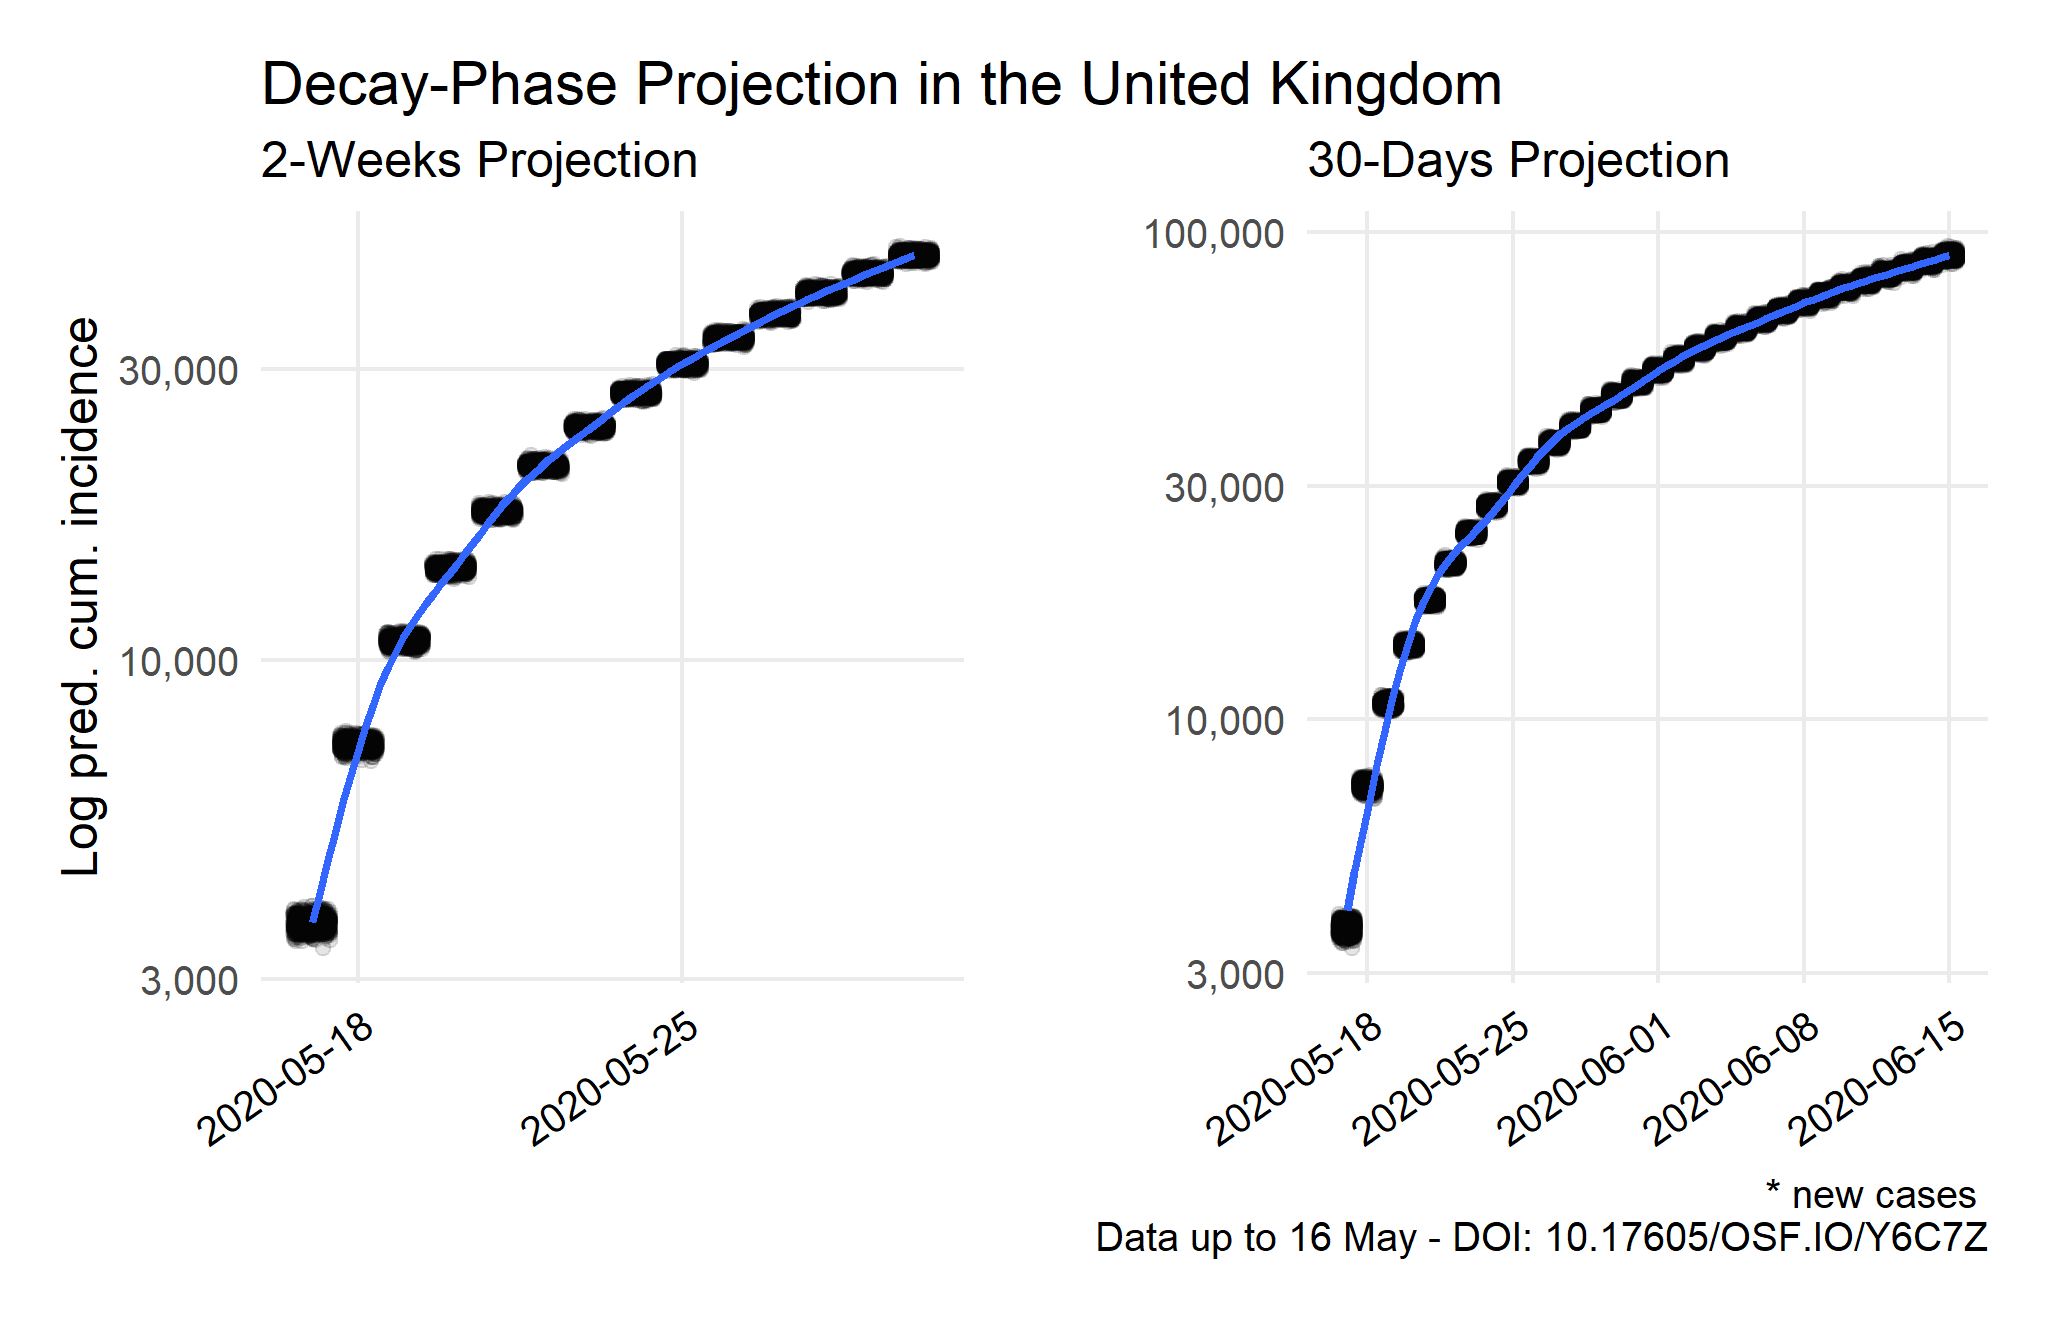 Decay-Phase Projection in the United Kingdom
2-Weeks Projection
30-Days Projection
Log pred. cum. incidence
30,000
10,000
3,000
2020-05-18
2020-05-25
100,000
30,000
10,000
3,000
2020-05-18
2020-05-25
2020-06-01
2020-06-08
2020-06-15
* new cases
Data up to 16 May - DOI: 10.17605/OSF.IO/Y6C7Z